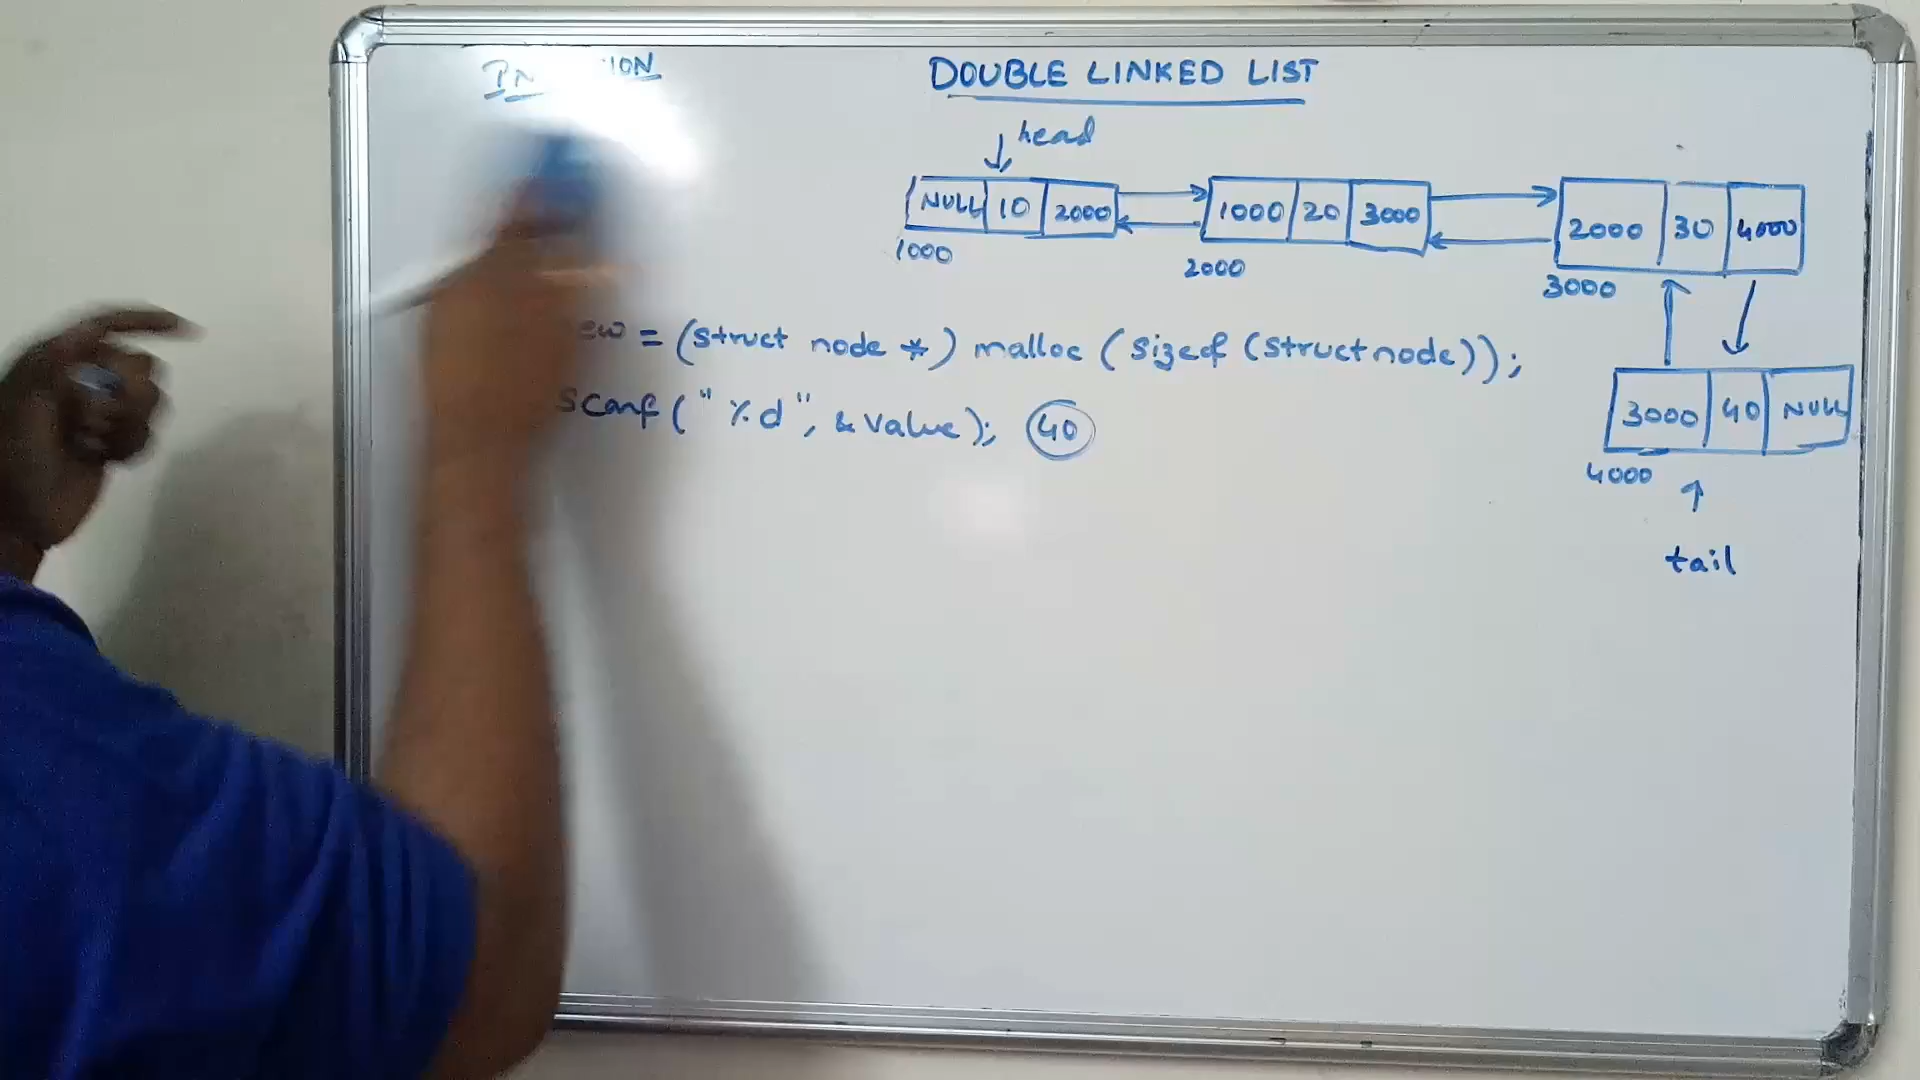 DOUBLE LINKED LIST
head
NULL 10 2000
1000
1000 20 3000
2000
2000 30 4000
3000
= (struct node *) malloc (sizeof (struct node));
scanf ( " %d ", & value ); 40
3000 40 NULL
4000
tail